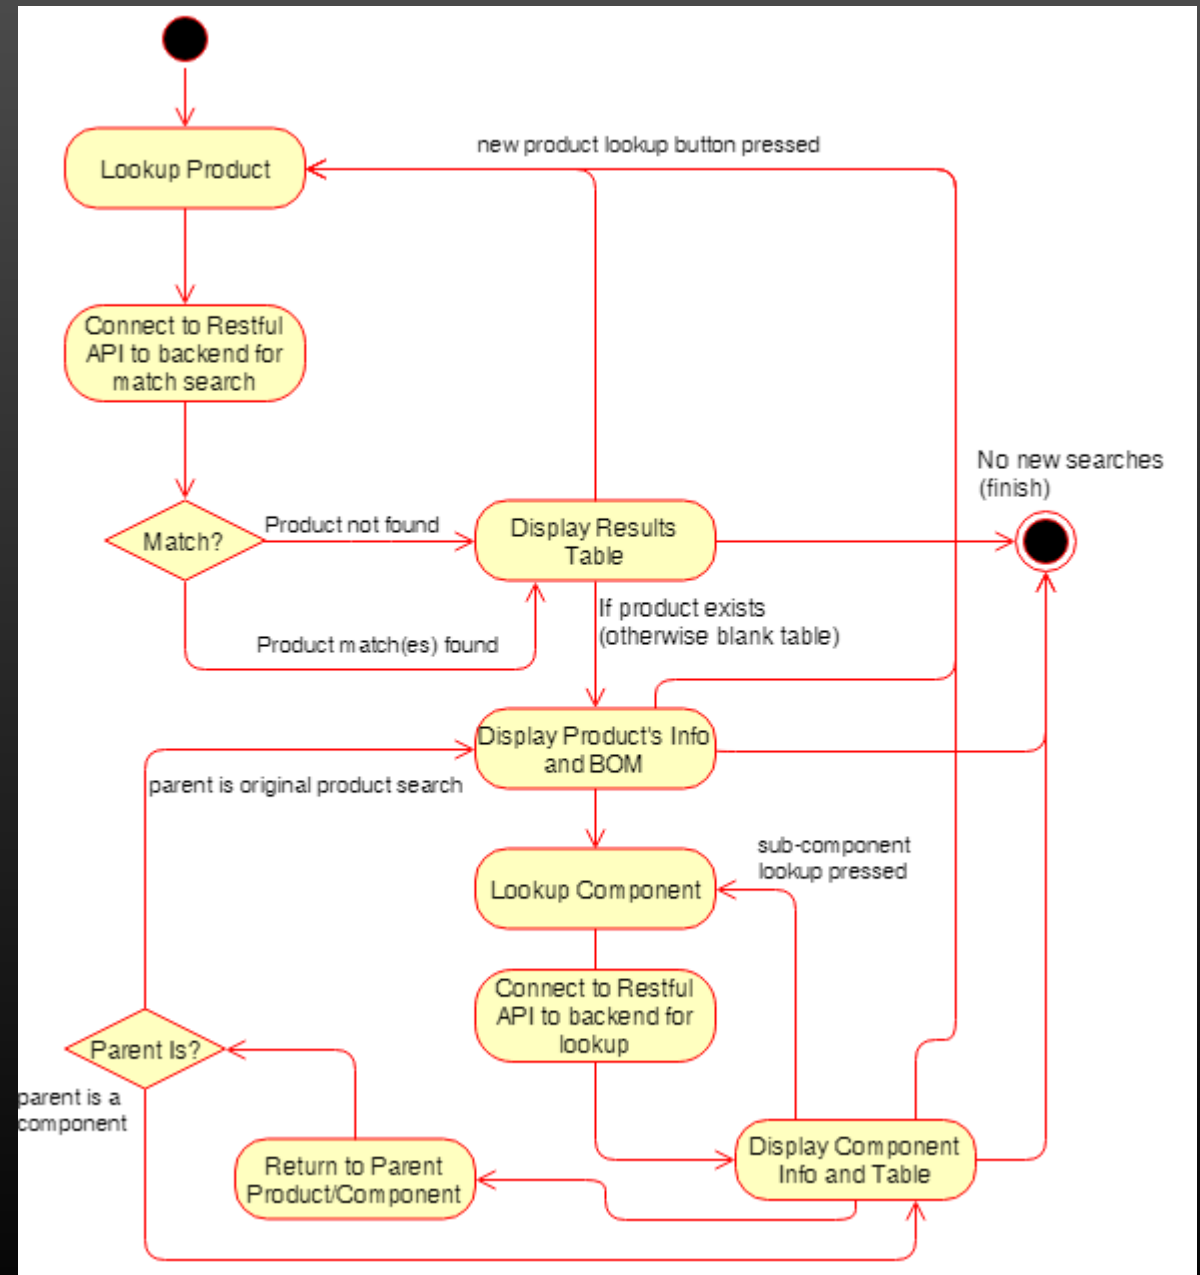 new product lookup button pressed
Lookup Product
Connect to Restful
API to backend for
match search
No new searches
(finish)
Match?
Product not found
Display Results
Table
If product exists
(otherwise blank table)
Product match(es) found
Display Product's Info
and BOM
parent is original product search
sub-component
lookup pressed
Lookup Component
Connect to Restful
API to backend for
lookup
Parent Is?
parent is a
component
Return to Parent
Product/Component
Display Component
Info and Table